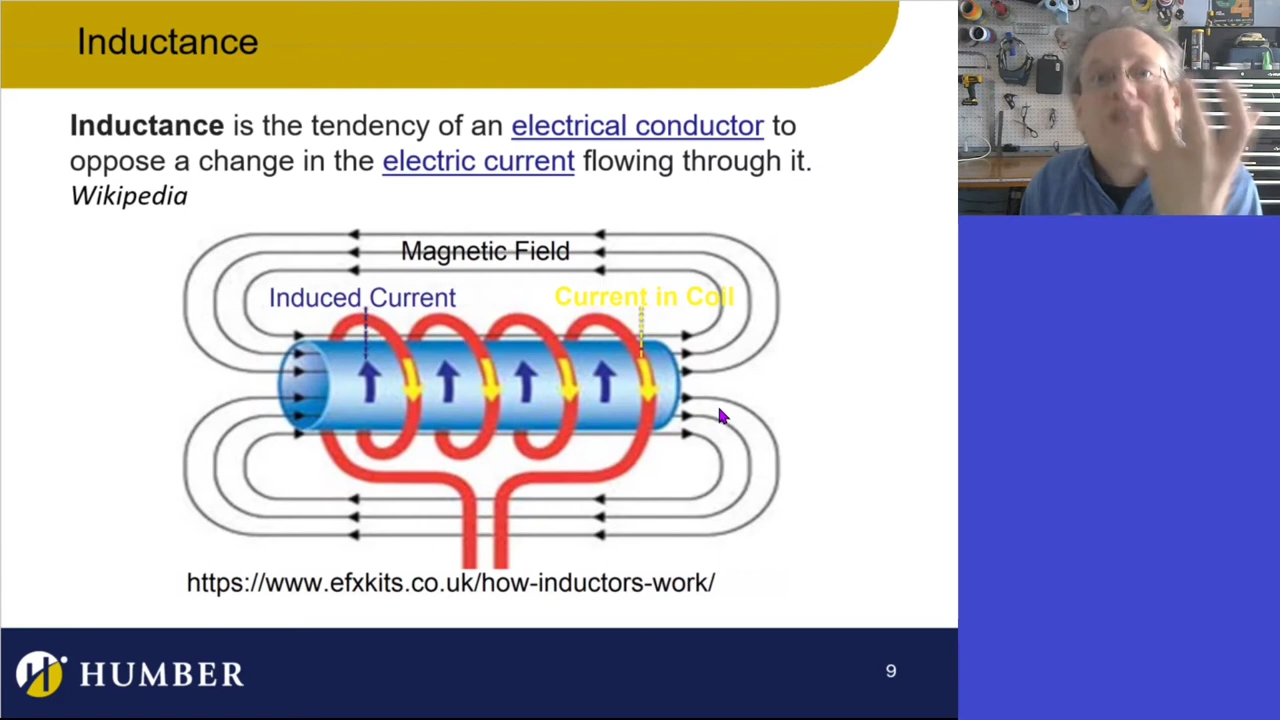 Inductance
Inductance is the tendency of an electrical conductor to
oppose a change in the electric current flowing through it.
Wikipedia
Magnetic Field
Induced Current
Current in Coil
https://www.efxkits.co.uk/how-inductors-work/
HUMBER
9